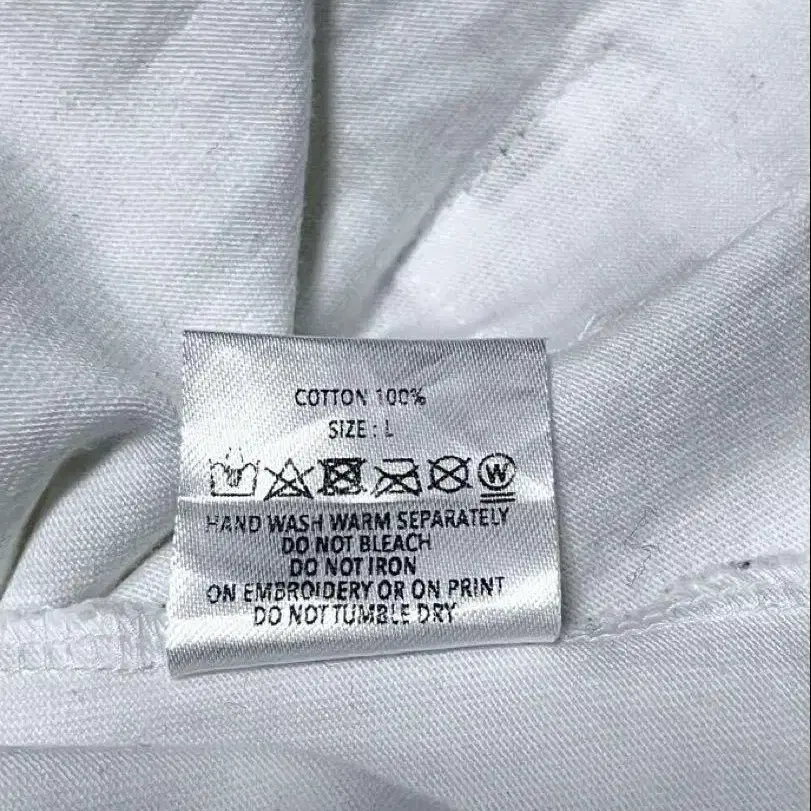 COTTON 100%
SIZE : L
W
HAND WASH WARM SEPARATELY
DO NOT BLEACH
DO NOT IRON
ON EMBROIDERY OR ON PRINT
DO NOT TUMBLE DRY